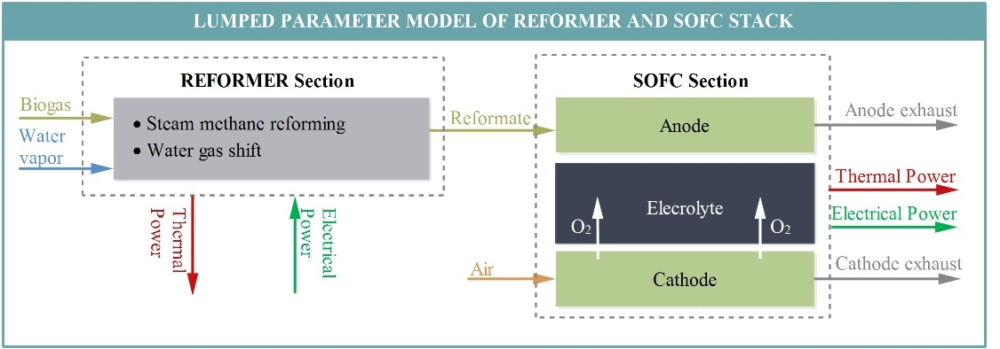 LUMPED PARAMETER MODEL OF REFORMER AND SOFC STACK
REFORMER Section
SOFC Section
Biogas
Water
vapor
• Steam methane reforming
• Water gas shift
Reformate
Anode
Anode exhaust
Thermal Power
Elecrolyte
Electrical Power
O₂
O₂
Thermal
Power
Electrical
Power
Air
Cathode
Cathode exhaust